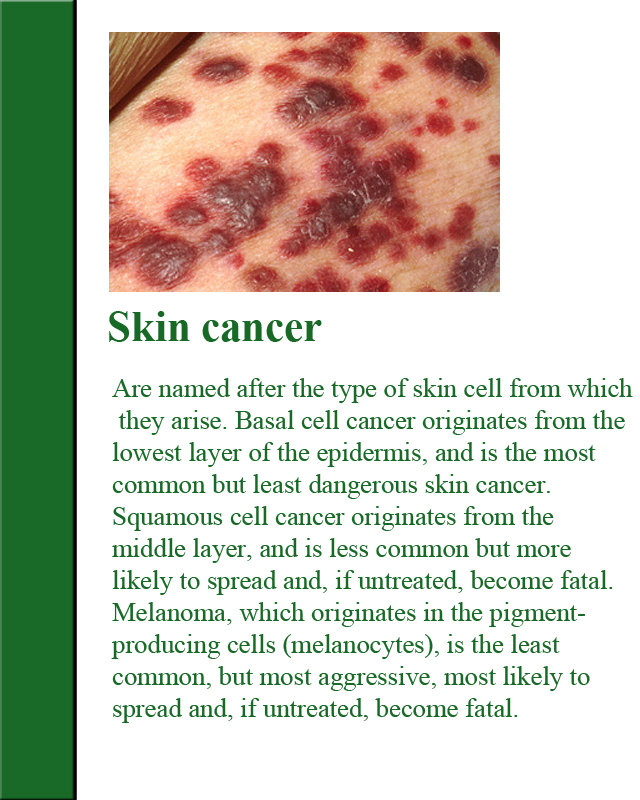 Skin cancer
Are named after the type of skin cell from which
they arise. Basal cell cancer originates from the
lowest layer of the epidermis, and is the most
common but least dangerous skin cancer.
Squamous cell cancer originates from the
middle layer, and is less common but more
likely to spread and, if untreated, become fatal.
Melanoma, which originates in the pigment-
producing cells (melanocytes), is the least
common, but most aggressive, most likely to
spread and, if untreated, become fatal.